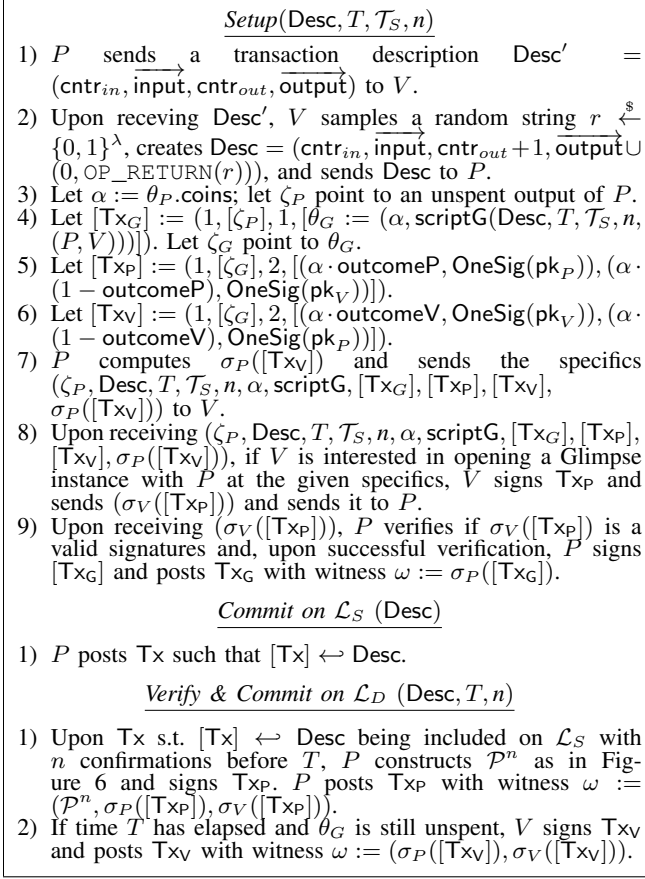 Setup(Desc, T, 𝒯_S, n)
1) P sends a transaction description Desc′ =
(cntr_in, input→, cntr_out, output→) to V.
2) Upon receving Desc′, V samples a random string r ←$
{0, 1}^λ, creates Desc = (cntr_in, input→, cntr_out+1, output→∪
(0, OP_RETURN(r))), and sends Desc to P.
3) Let α := θ_P.coins; let ζ_P point to an unspent output of P.
4) Let [Tx_G] := (1, [ζ_P], 1, [θ_G := (α, scriptG(Desc, T, 𝒯_S, n,
(P, V)))]). Let ζ_G point to θ_G.
5) Let [Tx_P] := (1, [ζ_G], 2, [(α·outcomeP, OneSig(pk_P)), (α·
(1 − outcomeP), OneSig(pk_V))]).
6) Let [Tx_V] := (1, [ζ_G], 2, [(α·outcomeV, OneSig(pk_V)), (α·
(1 − outcomeV), OneSig(pk_P))]).
7) P computes σ_P([Tx_V]) and sends the specifics
(ζ_P, Desc, T, 𝒯_S, n, α, scriptG, [Tx_G], [Tx_P], [Tx_V],
σ_P([Tx_V])) to V.
8) Upon receiving (ζ_P, Desc, T, 𝒯_S, n, α, scriptG, [Tx_G], [Tx_P],
[Tx_V], σ_P([Tx_V])), if V is interested in opening a Glimpse
instance with P at the given specifics, V signs Tx_P and
sends (σ_V([Tx_P])) and sends it to P.
9) Upon receiving (σ_V([Tx_P])), P verifies if σ_V([Tx_P]) is a
valid signatures and, upon successful verification, P signs
[Tx_G] and posts Tx_G with witness ω := σ_P([Tx_G]).
Commit on ℒ_S (Desc)
1) P posts Tx such that [Tx] ↩ Desc.
Verify & Commit on ℒ_D (Desc, T, n)
1) Upon Tx s.t. [Tx] ↩ Desc being included on ℒ_S with
n confirmations before T, P constructs 𝒫^n as in Fig-
ure 6 and signs Tx_P. P posts Tx_P with witness ω :=
(𝒫^n, σ_P([Tx_P]), σ_V([Tx_P])).
2) If time T has elapsed and θ_G is still unspent, V signs Tx_V
and posts Tx_V with witness ω := (σ_P([Tx_V]), σ_V([Tx_V])).